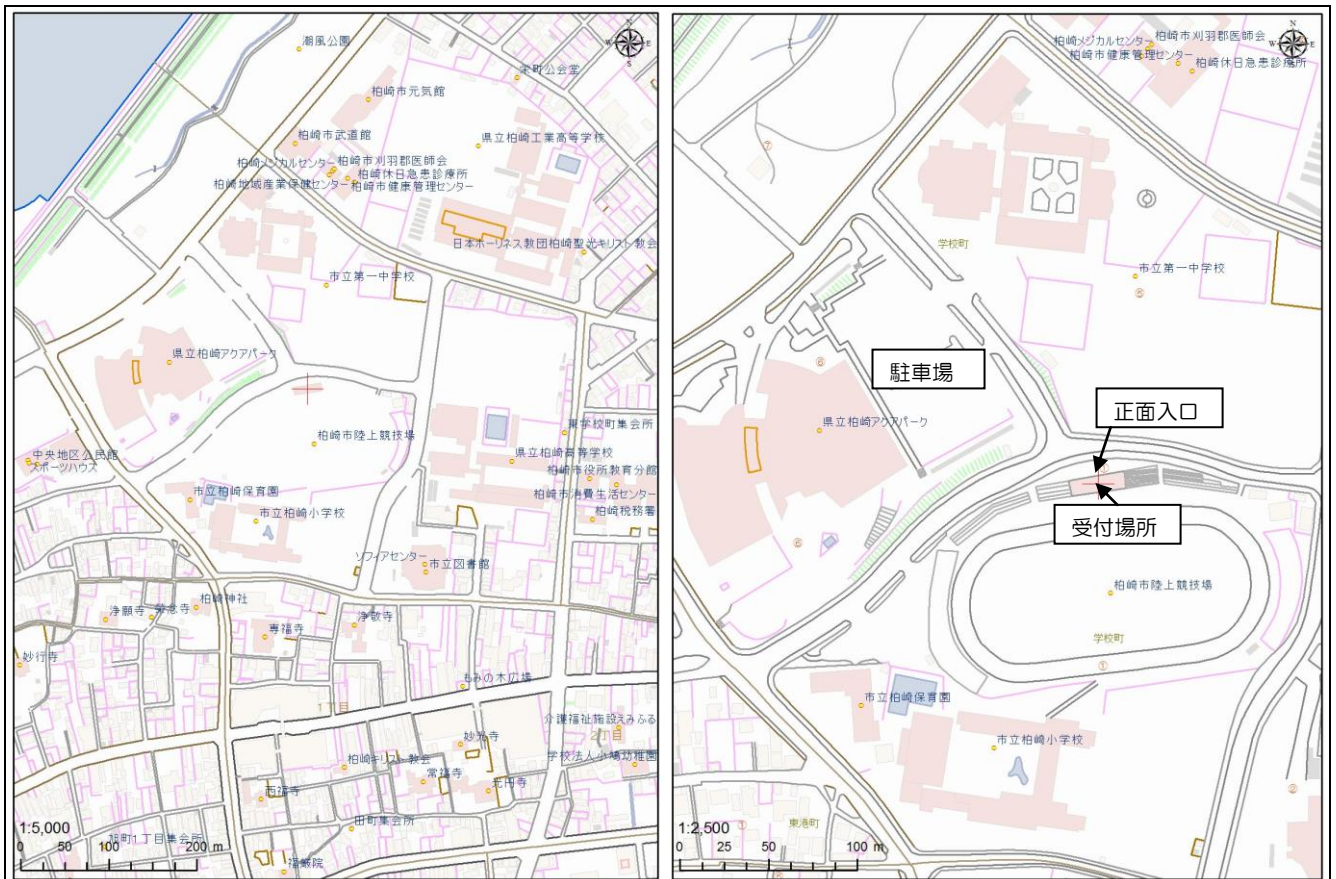 潮風公園
N
W
E
S
栄町公会堂
柏崎市元気館
柏崎市武道館
県立柏崎工業高等学校
柏崎メジカルセンター
柏崎市刈羽郡医師会
柏崎休日急患診療所
柏崎地域産業保健センター
柏崎市健康管理センター
日本ホーリネス教団柏崎聖光キリスト教会
市立第一中学校
県立柏崎アクアパーク
柏崎市陸上競技場
東学校町集会所
中央地区公民館
スポーツハウス
県立柏崎高等学校
柏崎市役所教育分館
市立柏崎保育園
柏崎市消費生活センター
市立柏崎小学校
柏崎税務署
ソフィアセンター
市立図書館
柏崎神社
浄願寺
専福寺
浄敬寺
妙行寺
もみの木広場
1丁目
介護福祉施設えみふる
2丁目
妙光寺
学校法人小鳩幼稚園
柏崎キリスト教会
常福寺
西福寺
田町集会所
旭町1丁目集会所
福厳院
1:5,000
0 50 100 200 m
柏崎メジカルセンター
柏崎市刈羽郡医師会
柏崎市健康管理センター
柏崎休日急患診療所
N
W
E
S
⑦
学校町
市立第一中学校
⑤
駐車場
⑥
正面入口
県立柏崎アクアパーク
受付場所
⑥
柏崎市陸上競技場
学校町
①
市立柏崎保育園
市立柏崎小学校
東港町
1:2,500
0 25 50 100 m